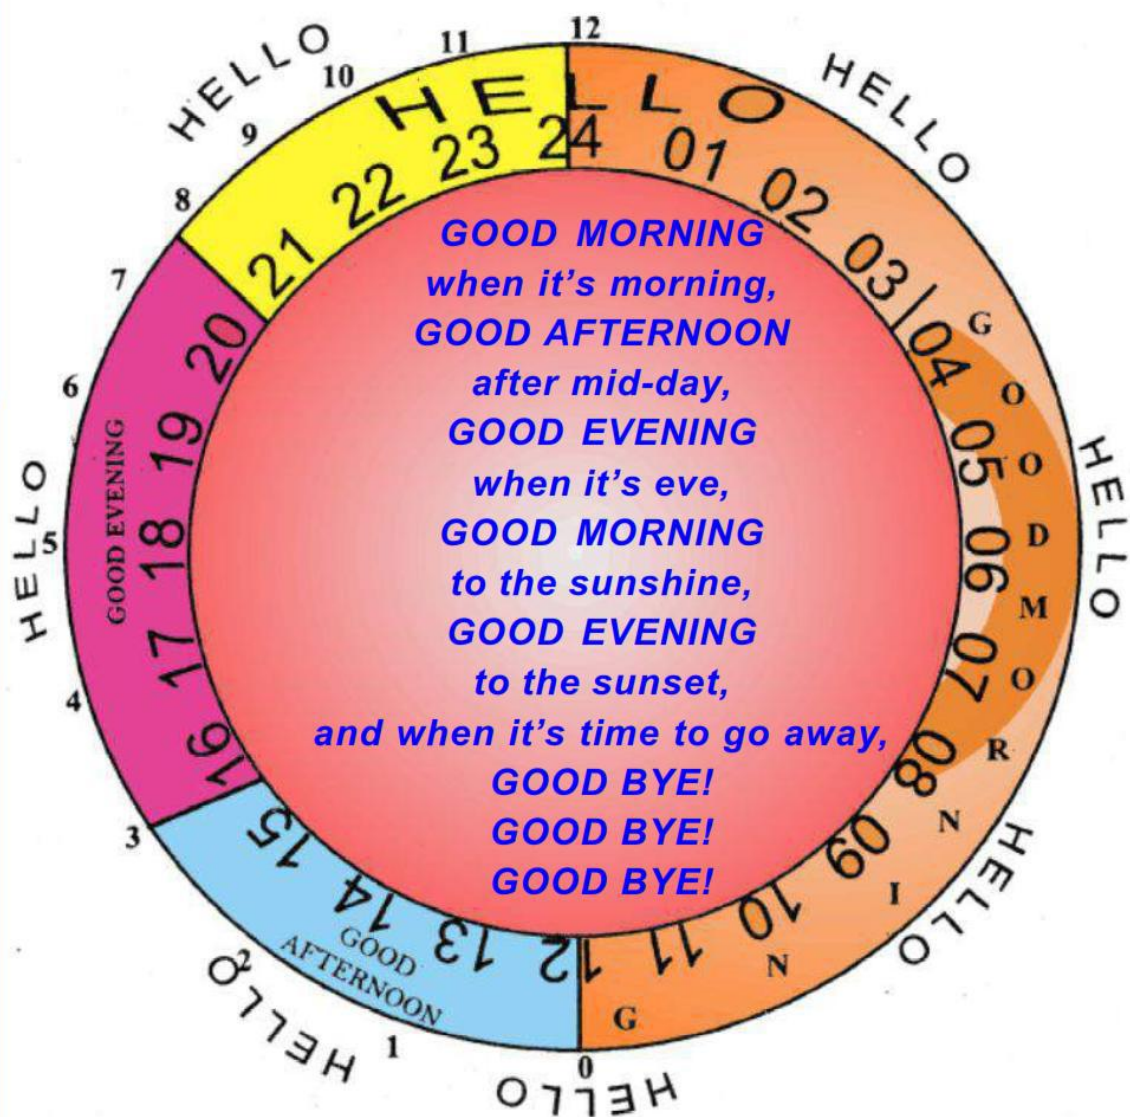 12
11
10
9
8
7
6
5
4
3
2
1
0
HELLO
HELLO
HELLO
HELLO
HELLO
HELLO
HELLO
HELLO
24
01
02
03
04
05
06
07
08
09
10
11
12
13
14
15
16
17
18
19
20
21
22
23
GOOD MORNING
GOOD
AFTERNOON
GOOD EVENING
GOOD MORNING
when it’s morning,
GOOD AFTERNOON
after mid-day,
GOOD EVENING
when it’s eve,
GOOD MORNING
to the sunshine,
GOOD EVENING
to the sunset,
and when it’s time to go away,
GOOD BYE!
GOOD BYE!
GOOD BYE!